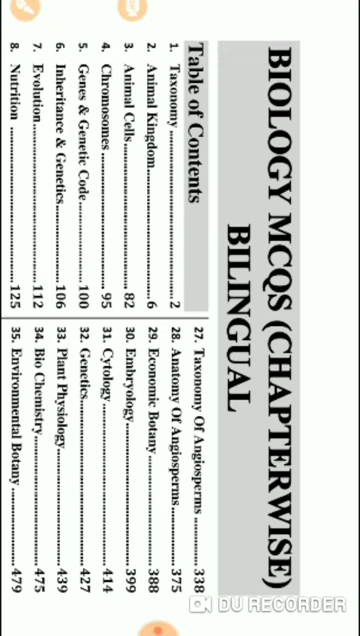 BIOLOGY MCQS (CHAPTERWISE)
BILINGUAL
Table of Contents
1. Taxonomy ........................ 2
2. Animal Kingdom........................ 6
3. Animal Cells........................ 82
4. Chromosomes ........................ 95
5. Genes & Genetic Code........................ 100
6. Inheritance & Genetics........................ 106
7. Evolution........................ 112
8. Nutrition ........................ 125
27. Taxonomy Of Angiosperms ............ 338
28. Anatomy Of Angiosperms............ 375
29. Economic Botany........................ 388
30. Embryology........................ 399
31. Cytology ........................ 414
32. Genetics........................ 427
33. Plant Physiology........................ 439
34. Bio Chemistry........................ 475
35. Environmental Botany ................ 479
DU RECORDER